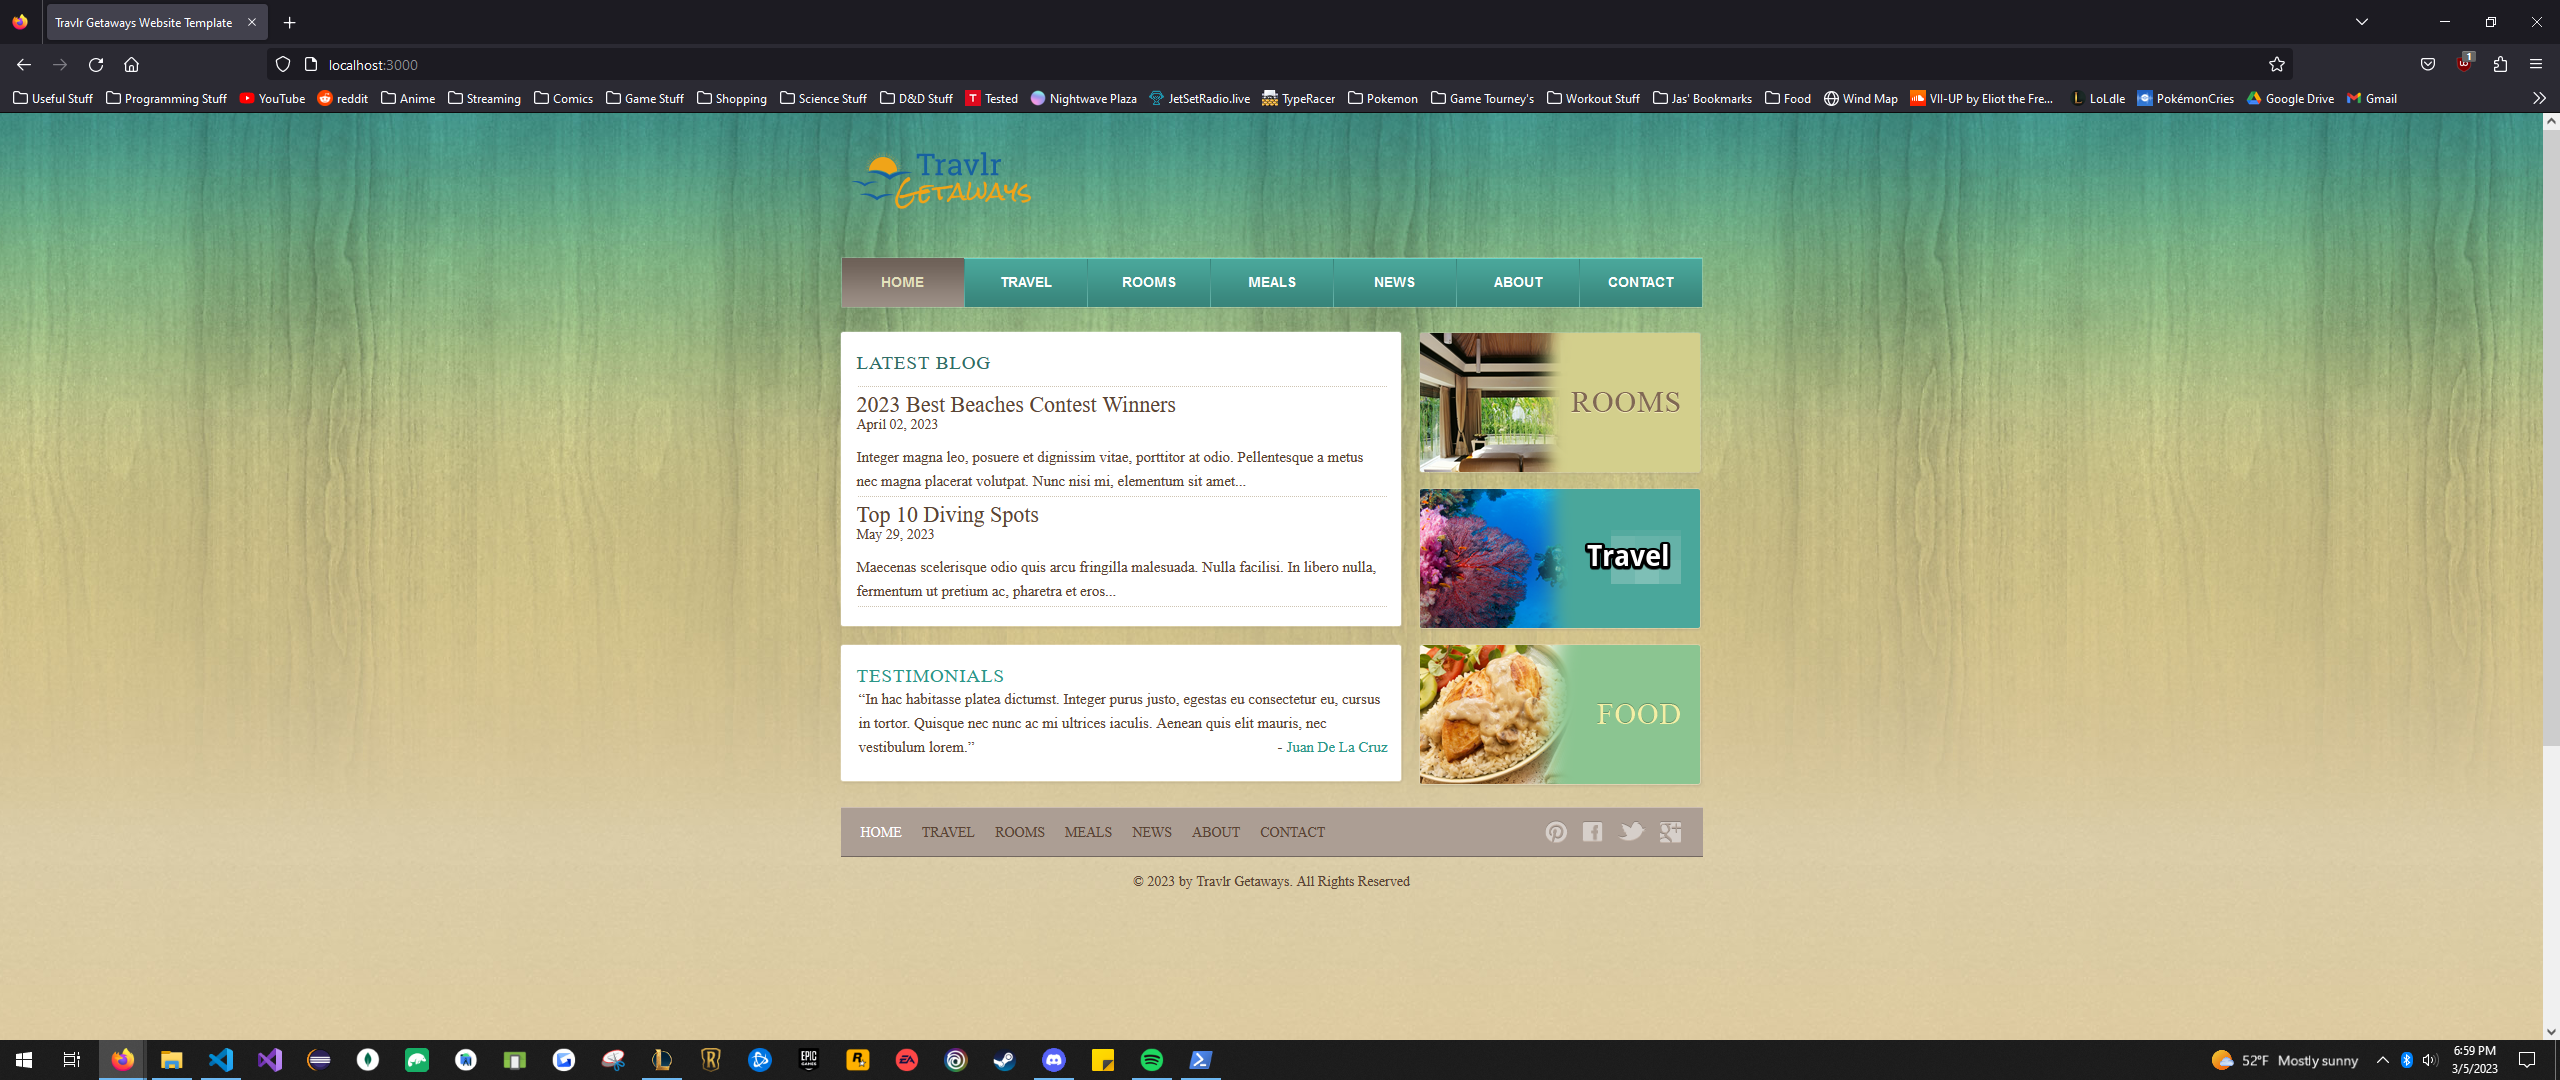 Travlr Getaways Website Template
localhost:3000
1
Useful Stuff Programming Stuff YouTube reddit Anime Streaming Comics Game Stuff Shopping Science Stuff D&D Stuff Tested Nightwave Plaza JetSetRadio.live TypeRacer Pokemon Game Tourney's Workout Stuff Jas' Bookmarks Food Wind Map VII-UP by Eliot the Fre... LoLdle PokémonCries Google Drive Gmail
Travlr
GETAWAYS
HOME TRAVEL ROOMS MEALS NEWS ABOUT CONTACT
LATEST BLOG
2023 Best Beaches Contest Winners
April 02, 2023
Integer magna leo, posuere et dignissim vitae, porttitor at odio. Pellentesque a metus
nec magna placerat volutpat. Nunc nisi mi, elementum sit amet...
Top 10 Diving Spots
May 29, 2023
Maecenas scelerisque odio quis arcu fringilla malesuada. Nulla facilisi. In libero nulla,
fermentum ut pretium ac, pharetra et eros...
TESTIMONIALS
“In hac habitasse platea dictumst. Integer purus justo, egestas eu consectetur eu, cursus
in tortor. Quisque nec nunc ac mi ultrices iaculis. Aenean quis elit mauris, nec
vestibulum lorem.” - Juan De La Cruz
ROOMS
Travel
FOOD
HOME TRAVEL ROOMS MEALS NEWS ABOUT CONTACT
© 2023 by Travlr Getaways. All Rights Reserved
EPIC GAMES
EA
52°F Mostly sunny
6:59 PM
3/5/2023